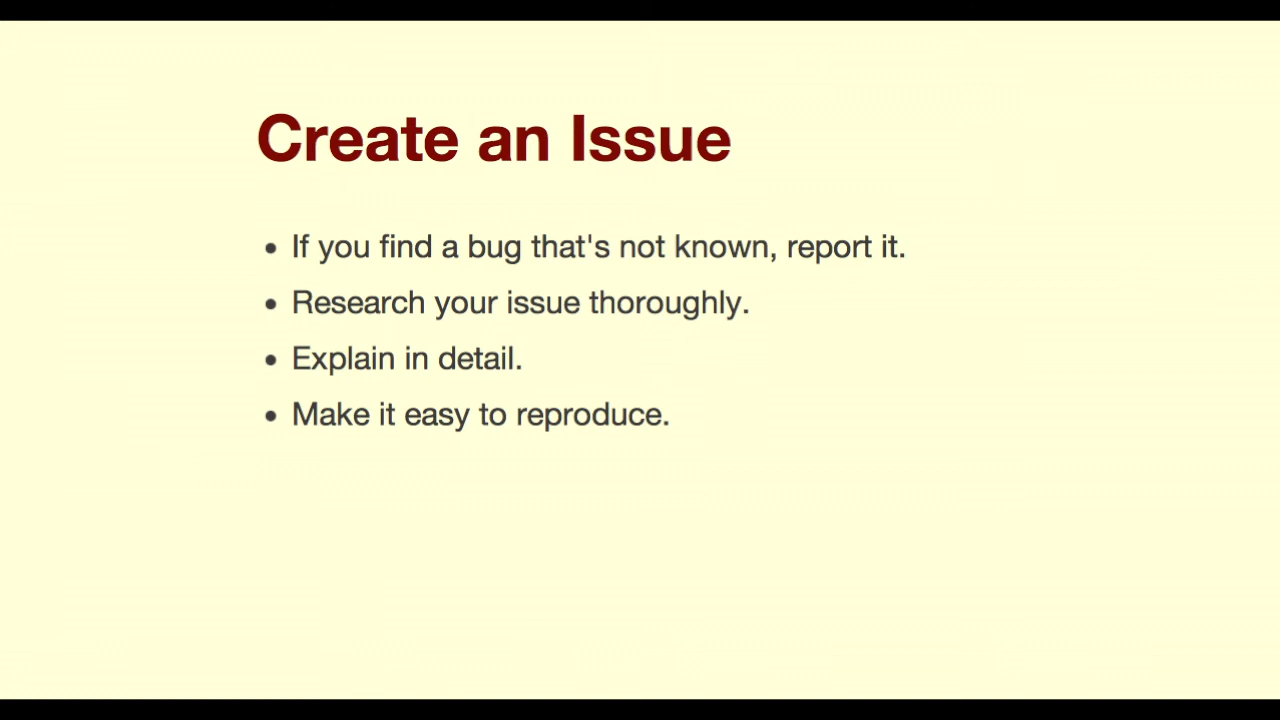 Create an Issue
• If you find a bug that's not known, report it.
• Research your issue thoroughly.
• Explain in detail.
• Make it easy to reproduce.